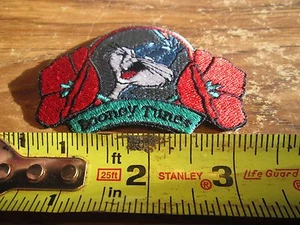 Looney Tunes
ft
25ft 2 STANLEY® 3 Life Guard
in